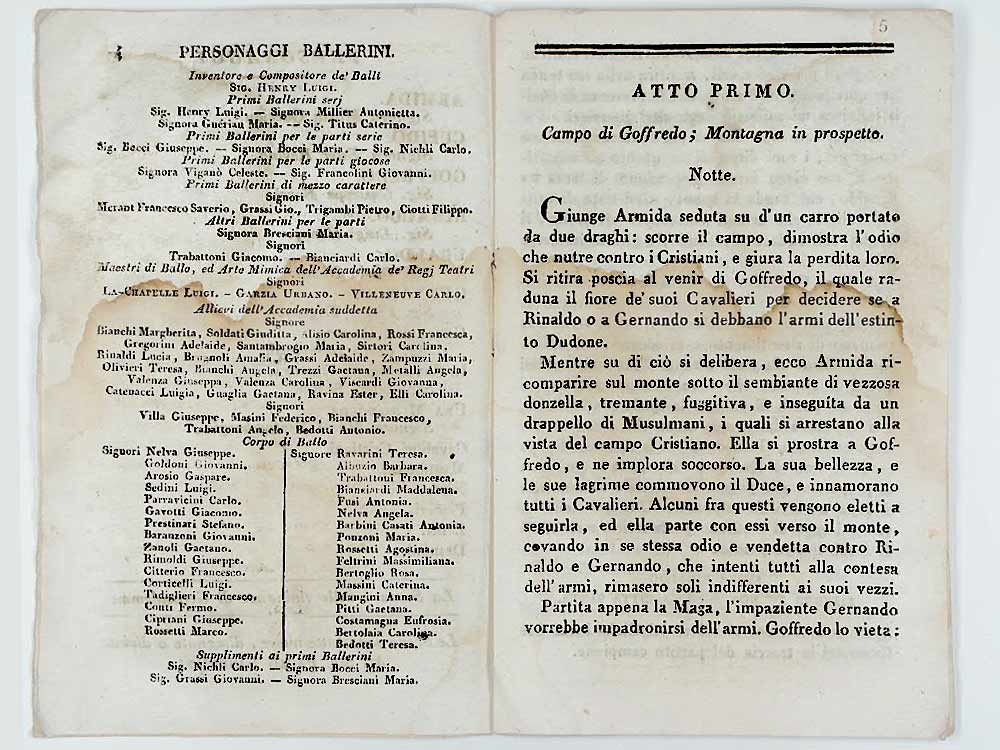 4
PERSONAGGI BALLERINI.
Inventore e Compositore de' Balli
SIG. HENRY LUIGI.
Primi Ballerini serj
Sig. Henry Luigi. — Signora Millier Antonietta.
Signora Guériau Maria. — Sig. Titus Caterino.
Primi Ballerini per le parti serie
Sig. Bocci Giuseppe. — Signora Bocci Maria. — Sig. Nichli Carlo.
Primi Ballerini per le parti giocose
Signora Viganò Celeste. — Sig. Francolini Giovanni.
Primi Ballerini di mezzo carattere
Signori
Merant Francesco Saverio, Grassi Gio., Trigambi Pietro, Ciotti Filippo.
Altri Ballerini per le parti
Signora Bresciani Maria.
Signori
Trabattoni Giacomo. — Bianciardi Carlo.
Maestri di Ballo, ed Arte Mimica dell'Accademia de' Regj Teatri
Signori
LA-CHAPELLE LUIGI. - GARZIA URBANO. - VILLENEUVE CARLO.
Allievi dell'Accademia suddetta
Signore
Bianchi Margherita, Soldati Giuditta, Alisio Carolina, Rossi Francesca,
Gregorini Adelaide, Santambrogio Maria, Sirtori Carolina.
Rinaldi Lucia, Brugnoli Amalia, Grassi Adelaide, Zampuzzi Maria,
Olivieri Teresa, Bianchi Angela, Trezzi Gaetana, Metalli Angela,
Valenza Giuseppa, Valenza Carolina, Viscardi Giovanna,
Catenacci Luigia, Guaglia Gaetana, Ravina Ester, Elli Carolina.
Signori
Villa Giuseppe, Masini Federico, Bianchi Francesco,
Trabattoni Angelo, Bedotti Antonio.
Corpo di Ballo
Signori Nelva Giuseppe.
Goldoni Giovanni.
Arosio Gaspare.
Sedini Luigi.
Parravicini Carlo.
Gavotti Giacomo.
Prestinari Stefano.
Baranzoni Giovanni.
Zanoli Gaetano.
Rimoldi Giuseppe.
Citterio Francesco.
Corticelli Luigi.
Tadiglieri Francesco,
Conti Fermo.
Cipriani Giuseppe.
Rossetti Marco.
Signore Ravarini Teresa.
Albuzio Barbara.
Trabattoni Francesca.
Bianciardi Maddalena.
Fusi Antonia.
Nelva Angela.
Barbini Casati Antonia.
Ponzoni Maria.
Rossetti Agostina.
Feltrini Massimiliana.
Bertoglio Rosa.
Massini Caterina.
Mangini Anna.
Pitti Gaetana.
Costamagna Eufrosia.
Bettolaia Carolina.
Bedotti Teresa.
Supplimenti ai primi Ballerini
Sig. Nichli Carlo. — Signora Bocci Maria.
Sig. Grassi Giovanni. — Signora Bresciani Maria.
5
ATTO PRIMO.
Campo di Goffredo; Montagna in prospetto.
Notte.
Giunge Armida seduta su d'un carro portato
da due draghi: scorre il campo, dimostra l'odio
che nutre contro i Cristiani, e giura la perdita loro.
Si ritira poscia al venir di Goffredo, il quale ra-
duna il fiore de' suoi Cavalieri per decidere se a
Rinaldo o a Gernando si debbano l'armi dell'estin-
to Dudone.
Mentre su di ciò si delibera, ecco Armida ri-
comparire sul monte sotto il sembiante di vezzosa
donzella, tremante, fuggitiva, e inseguita da un
drappello di Musulmani, i quali si arrestano alla
vista del campo Cristiano. Ella si prostra a Gof-
fredo, e ne implora soccorso. La sua bellezza, e
le sue lagrime commovono il Duce, e innamorano
tutti i Cavalieri. Alcuni fra questi vengono eletti a
seguirla, ed ella parte con essi verso il monte,
covando in se stessa odio e vendetta contro Ri-
naldo e Gernando, che intenti tutti alla contesa
dell'armi, rimasero soli indifferenti ai suoi vezzi.
Partita appena la Maga, l'impaziente Gernando
vorrebbe impadronirsi dell'armi. Goffredo lo vieta: